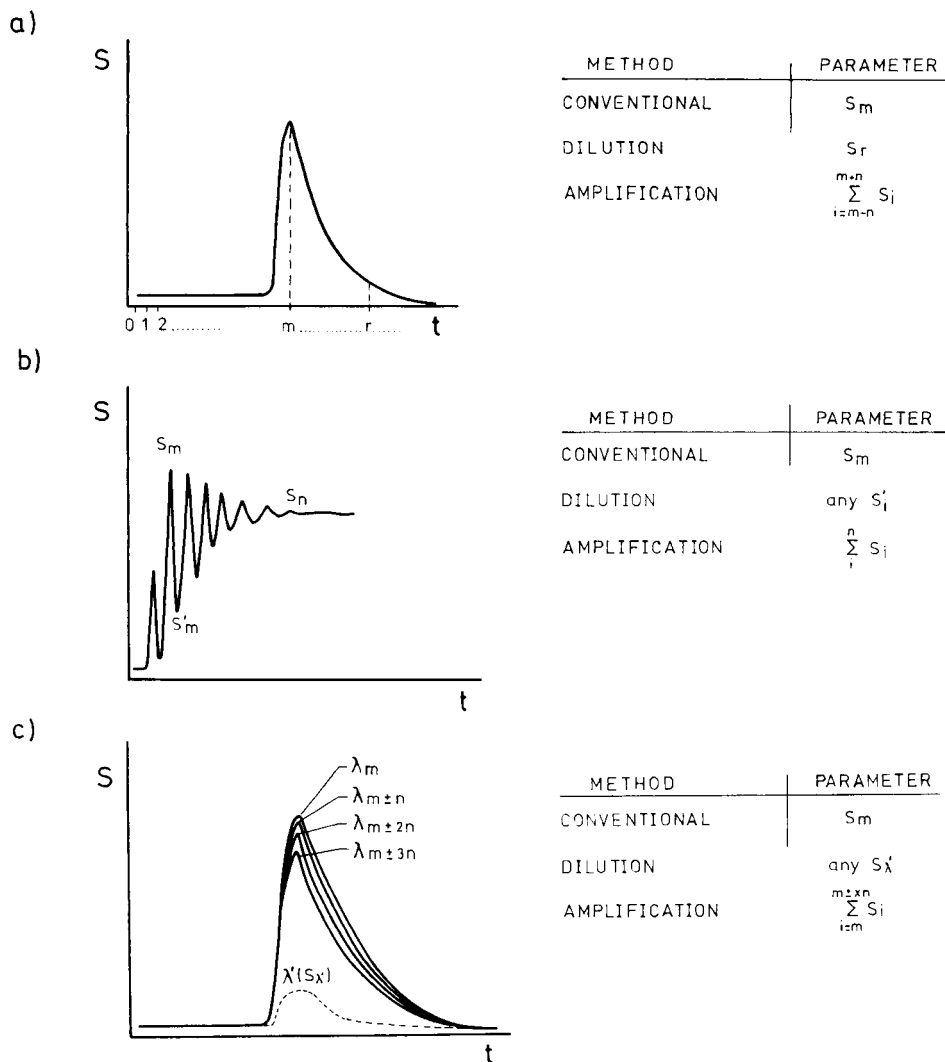 a)
S
0 1 2 .......... m ......... r ...... t
METHOD PARAMETER
CONVENTIONAL Sm
DILUTION Sr
AMPLIFICATION m+n Σ i=m-n Si
b)
S
Sm
Sn
S'm
t
METHOD PARAMETER
CONVENTIONAL Sm
DILUTION any S'i
AMPLIFICATION n Σ i Si
c)
S
λm
λm±n
λm±2n
λm±3n
λ'(Sλ')
t
METHOD PARAMETER
CONVENTIONAL Sm
DILUTION any Sλ'
AMPLIFICATION m±xn Σ i=m Si